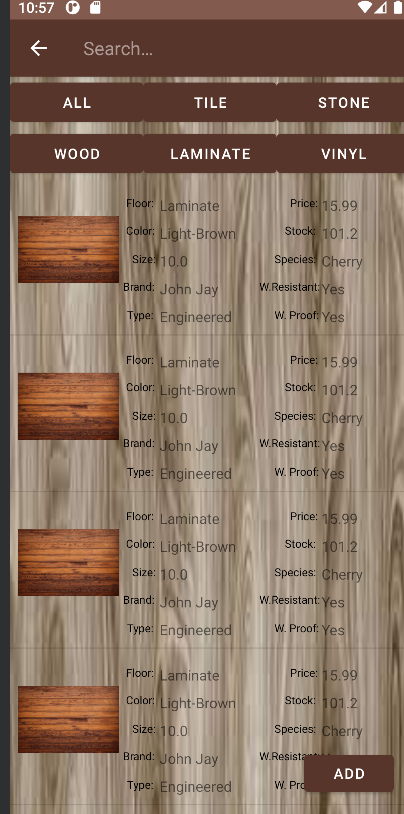 10:57
Search...
ALL TILE STONE
WOOD LAMINATE VINYL
Floor: Laminate Price: 15.99
Color: Light-Brown Stock: 101.2
Size: 10.0 Species: Cherry
Brand: John Jay W.Resistant: Yes
Type: Engineered W. Proof: Yes
Floor: Laminate Price: 15.99
Color: Light-Brown Stock: 101.2
Size: 10.0 Species: Cherry
Brand: John Jay W.Resistant: Yes
Type: Engineered W. Proof: Yes
Floor: Laminate Price: 15.99
Color: Light-Brown Stock: 101.2
Size: 10.0 Species: Cherry
Brand: John Jay W.Resistant: Yes
Type: Engineered W. Proof: Yes
Floor: Laminate Price: 15.99
Color: Light-Brown Stock: 101.2
Size: 10.0 Species: Cherry
Brand: John Jay
Type: Engineered
ADD